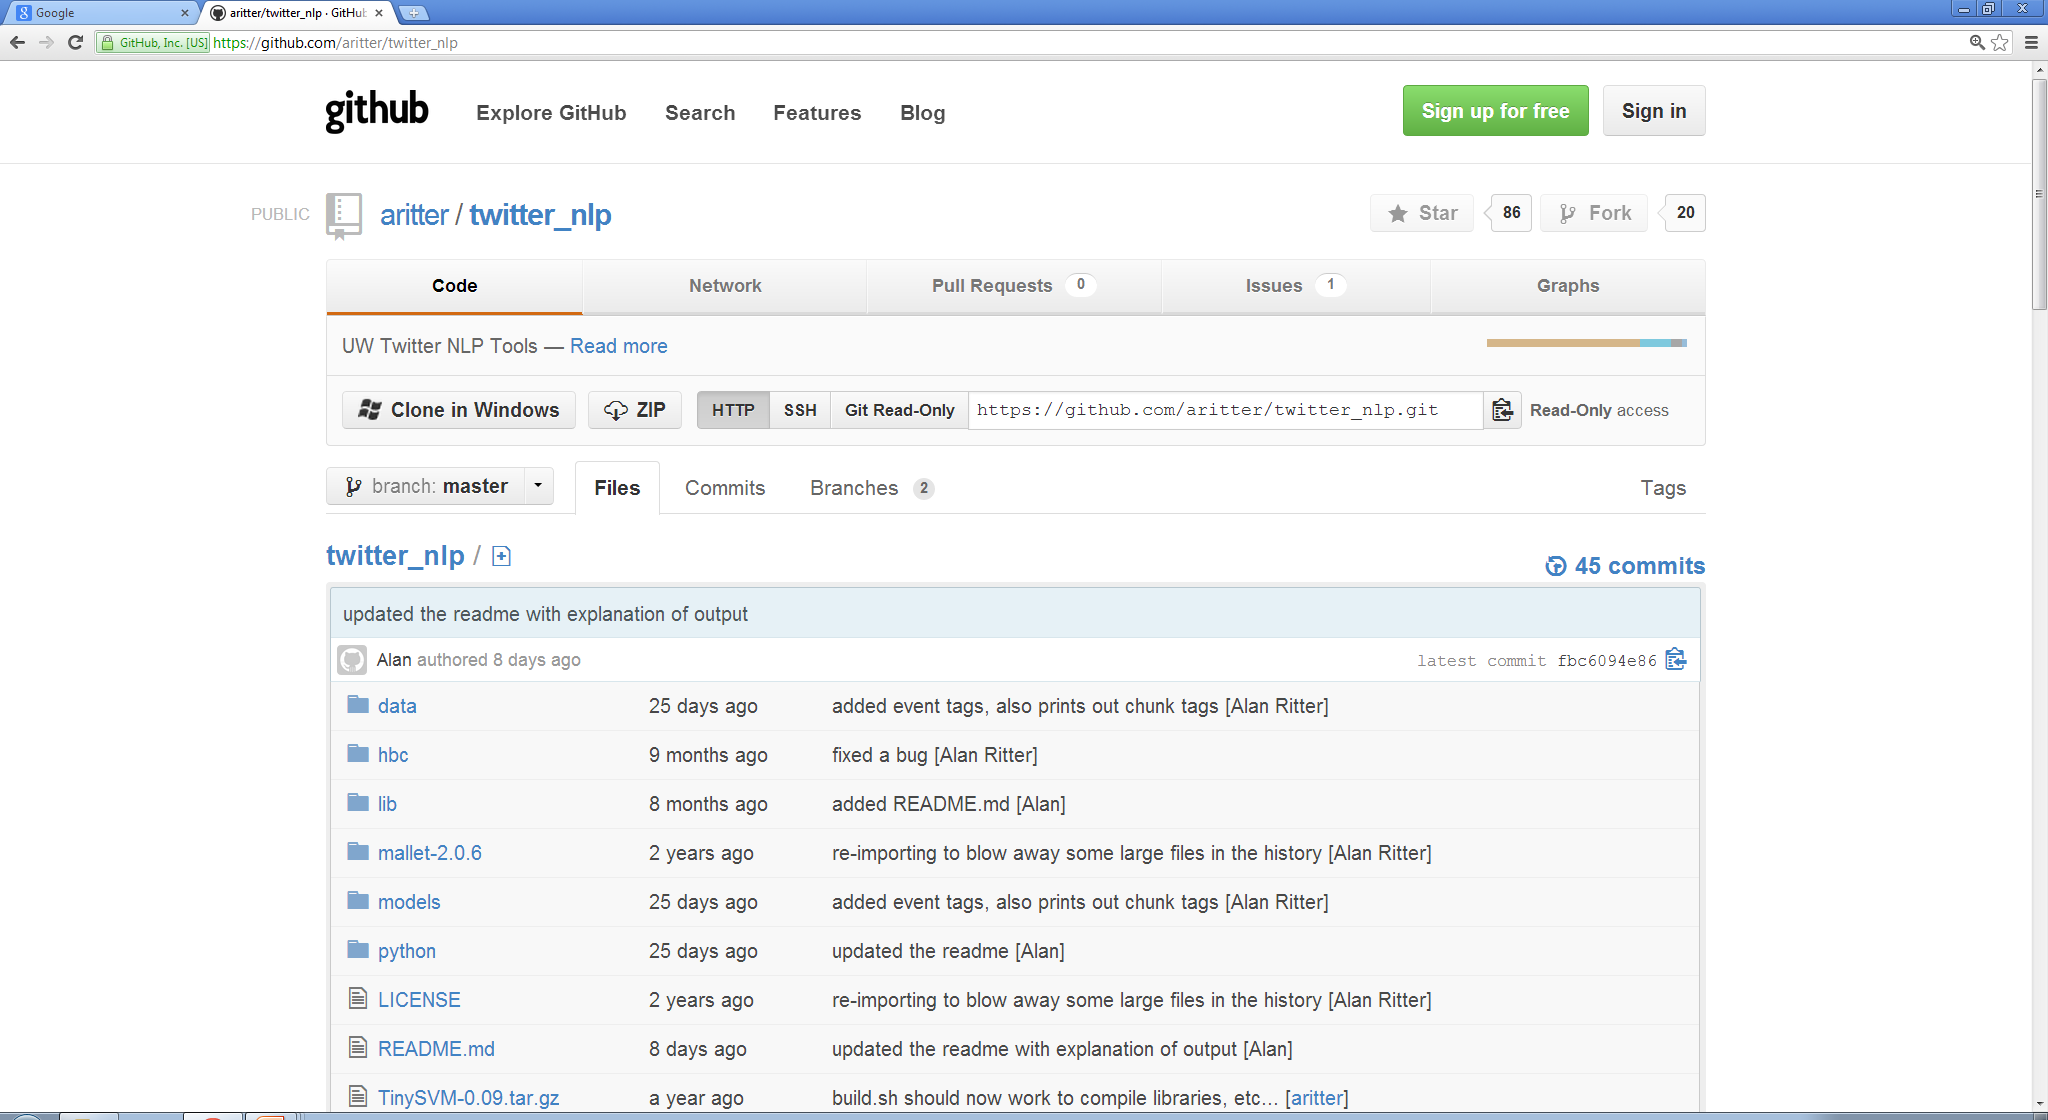 Google
aritter/twitter_nlp · GitHub
GitHub, Inc. [US] https://github.com/aritter/twitter_nlp
github Explore GitHub Search Features Blog Sign up for free Sign in
PUBLIC aritter / twitter_nlp Star 86 Fork 20
Code Network Pull Requests 0 Issues 1 Graphs
UW Twitter NLP Tools — Read more
Clone in Windows ZIP HTTP SSH Git Read-Only https://github.com/aritter/twitter_nlp.git Read-Only access
branch: master Files Commits Branches 2 Tags
twitter_nlp /
45 commits
updated the readme with explanation of output
Alan authored 8 days ago latest commit fbc6094e86
data 25 days ago added event tags, also prints out chunk tags [Alan Ritter]
hbc 9 months ago fixed a bug [Alan Ritter]
lib 8 months ago added README.md [Alan]
mallet-2.0.6 2 years ago re-importing to blow away some large files in the history [Alan Ritter]
models 25 days ago added event tags, also prints out chunk tags [Alan Ritter]
python 25 days ago updated the readme [Alan]
LICENSE 2 years ago re-importing to blow away some large files in the history [Alan Ritter]
README.md 8 days ago updated the readme with explanation of output [Alan]
TinySVM-0.09.tar.gz a year ago build.sh should now work to compile libraries, etc... [aritter]